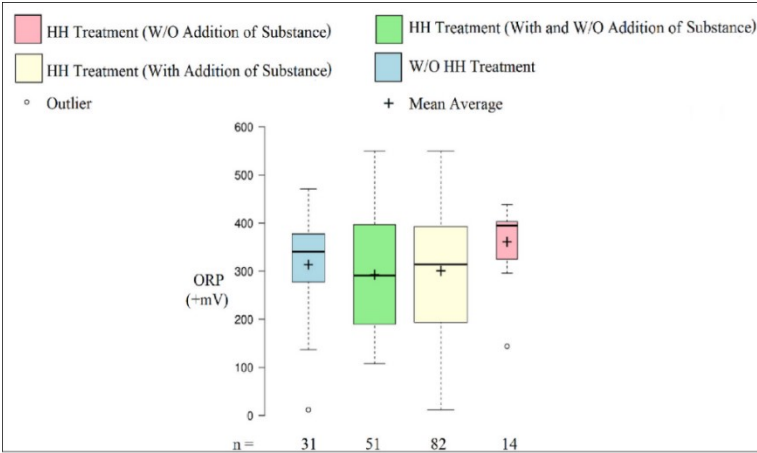 HH Treatment (W/O Addition of Substance)
HH Treatment (With and W/O Addition of Substance)
HH Treatment (With Addition of Substance)
W/O HH Treatment
Outlier
Mean Average
600
500
400
300
200
100
0
ORP
(+mV)
n = 31 51 82 14